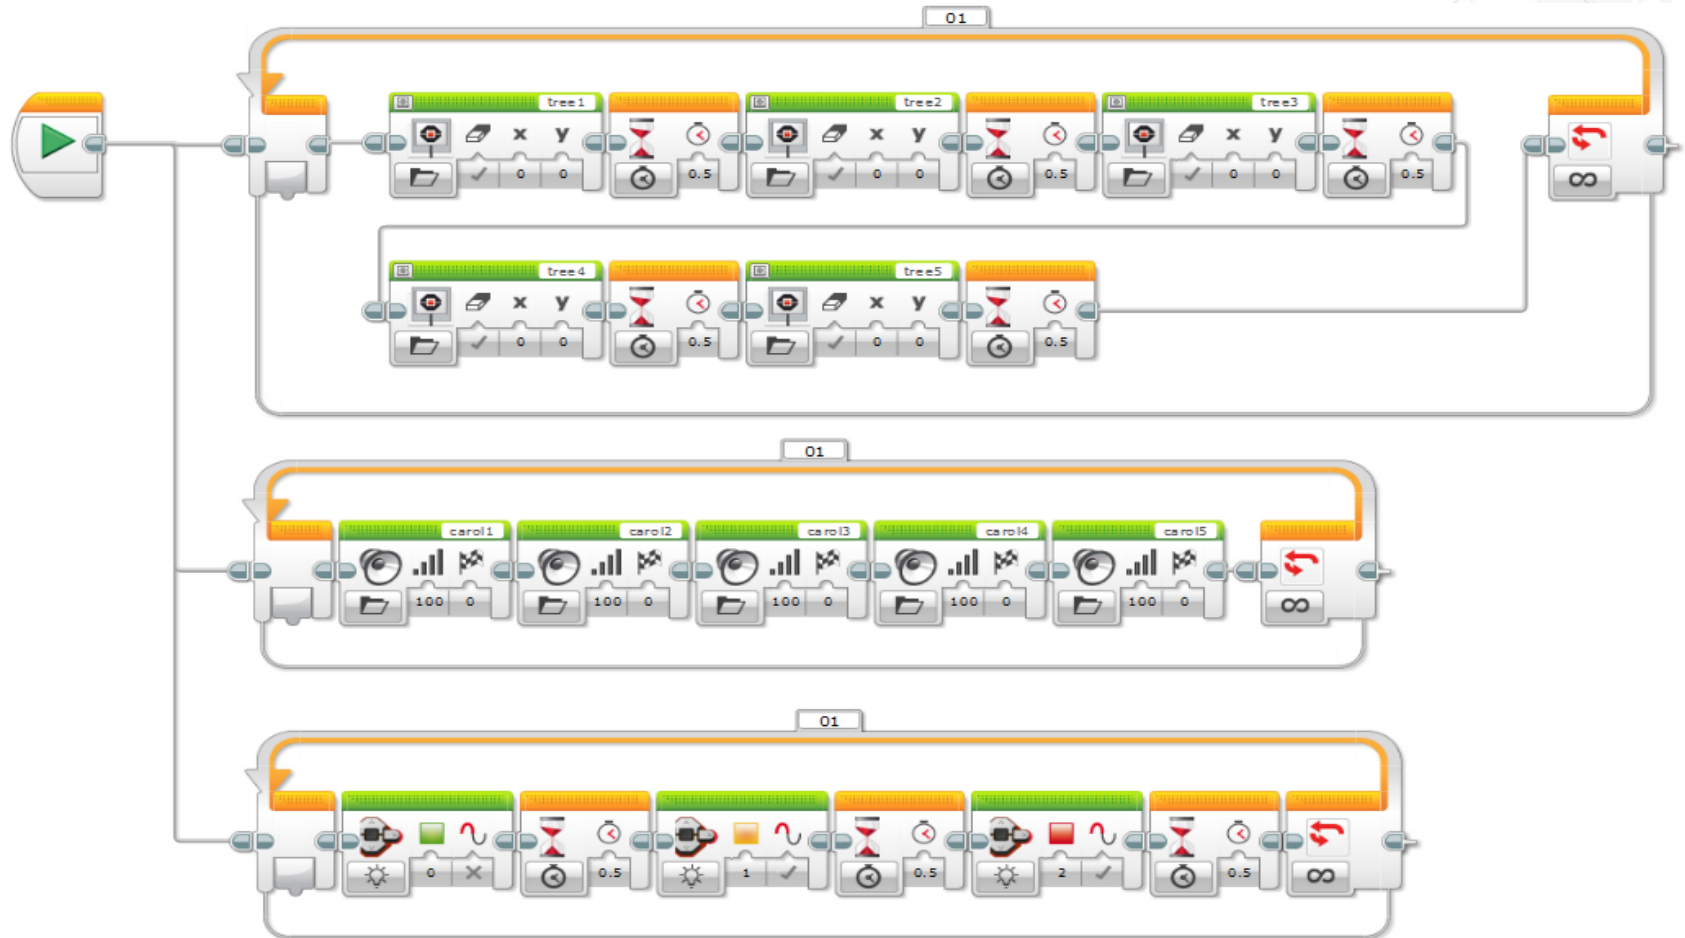 01
tree1 tree2 tree3
x y x y x y
0 0 0.5 0 0 0.5 0 0 0.5
∞
tree4 tree5
x y x y
0 0 0.5 0 0 0.5
01
carol1 carol2 carol3 carol4 carol5
100 0 100 0 100 0 100 0 100 0
∞
01
0 0.5 1 0.5 2 0.5
∞